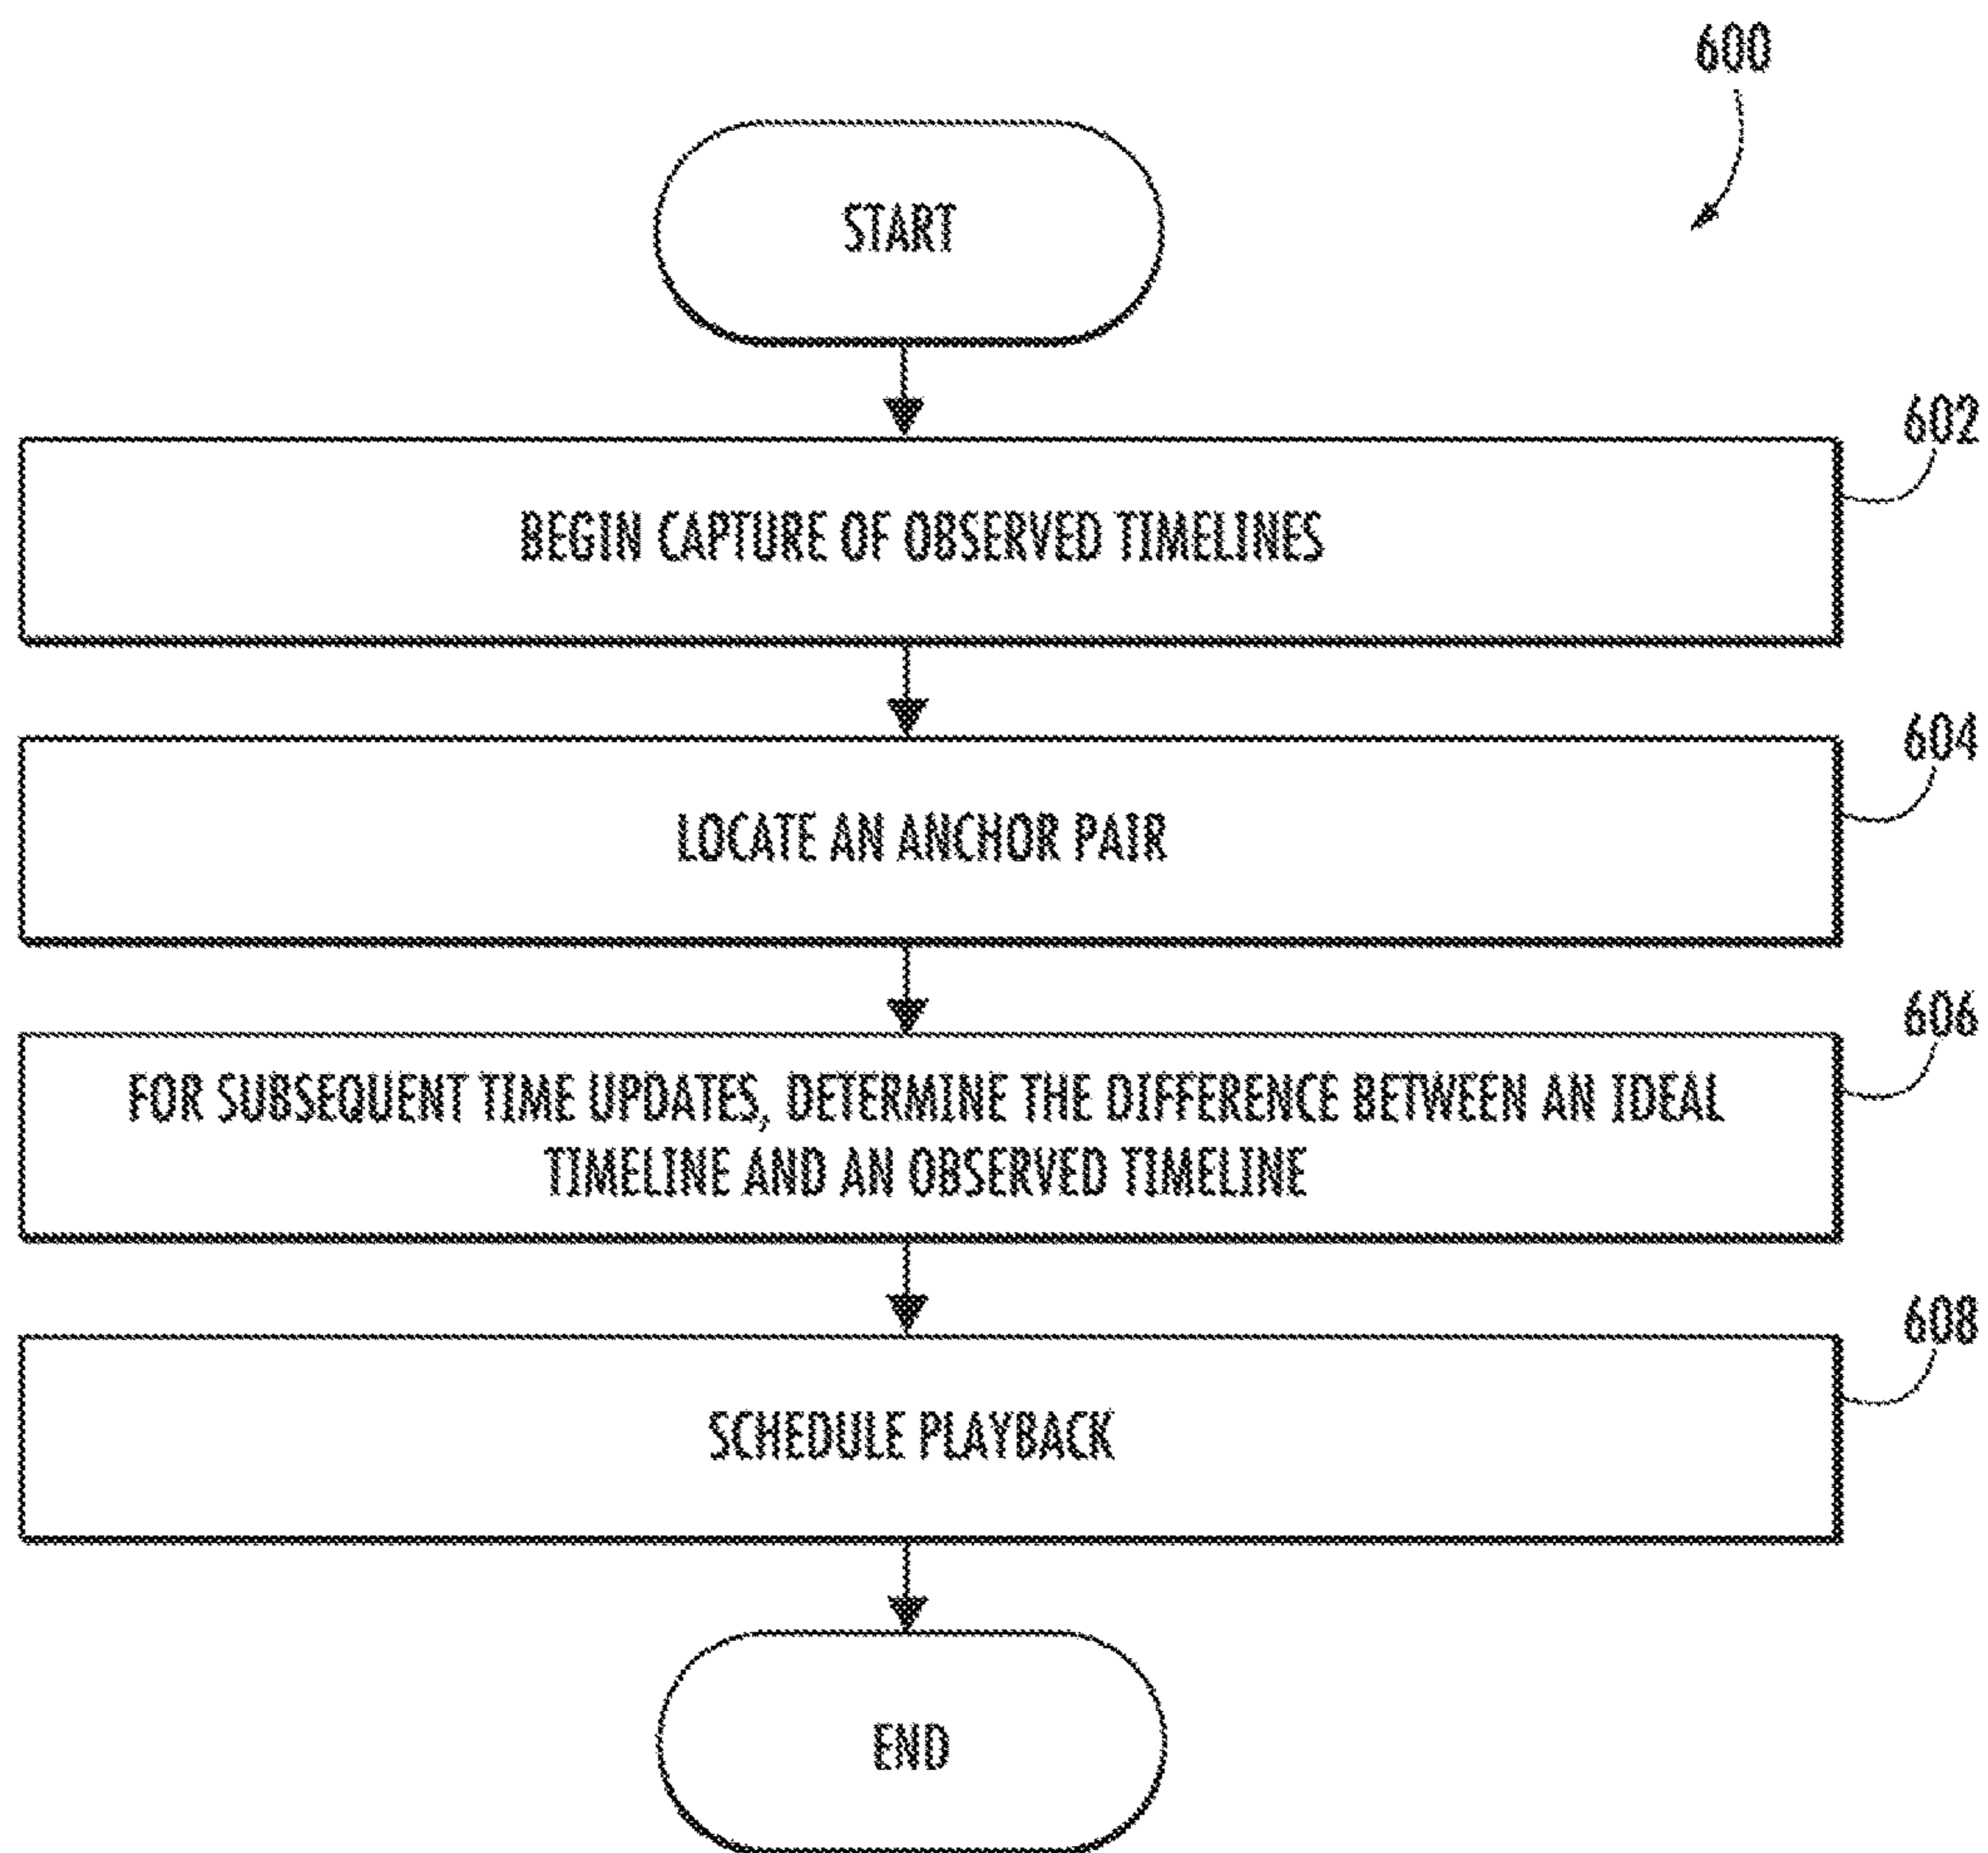 600
START
602
BEGIN CAPTURE OF OBSERVED TIMELINES
604
LOCATE AN ANCHOR PAIR
606
FOR SUBSEQUENT TIME UPDATES, DETERMINE THE DIFFERENCE BETWEEN AN IDEAL
TIMELINE AND AN OBSERVED TIMELINE
608
SCHEDULE PLAYBACK
END